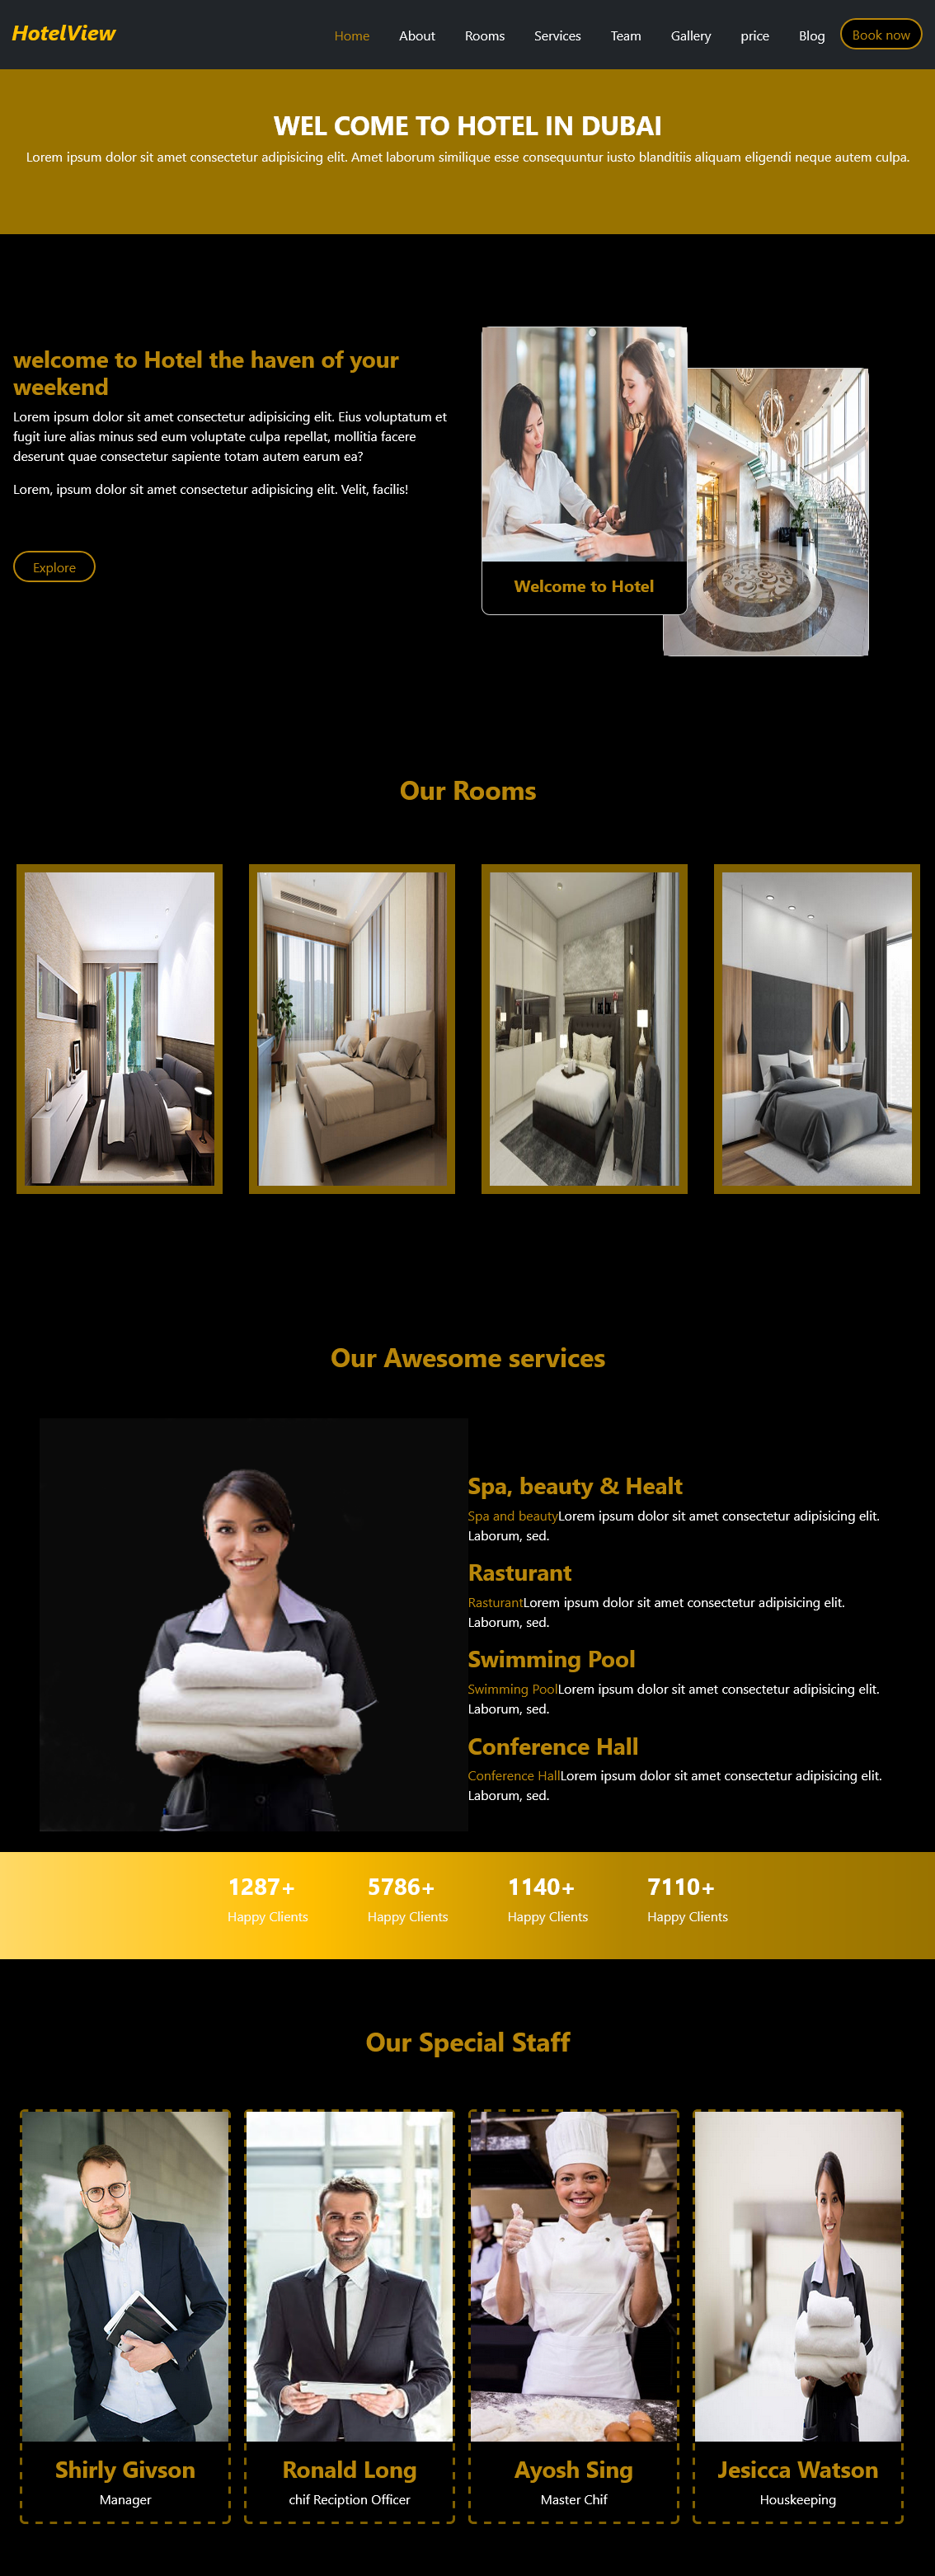 HotelView
Home About Rooms Services Team Gallery price Blog Book now
WEL COME TO HOTEL IN DUBAI
Lorem ipsum dolor sit amet consectetur adipisicing elit. Amet laborum similique esse consequuntur iusto blanditiis aliquam eligendi neque autem culpa.
welcome to Hotel the haven of your
weekend
Lorem ipsum dolor sit amet consectetur adipisicing elit. Eius voluptatum et
fugit iure alias minus sed eum voluptate culpa repellat, mollitia facere
deserunt quae consectetur sapiente totam autem earum ea?
Lorem, ipsum dolor sit amet consectetur adipisicing elit. Velit, facilis!
Explore
Welcome to Hotel
Our Rooms
Our Awesome services
Spa, beauty & Healt
Spa and beautyLorem ipsum dolor sit amet consectetur adipisicing elit.
Laborum, sed.
Rasturant
RasturantLorem ipsum dolor sit amet consectetur adipisicing elit.
Laborum, sed.
Swimming Pool
Swimming PoolLorem ipsum dolor sit amet consectetur adipisicing elit.
Laborum, sed.
Conference Hall
Conference HallLorem ipsum dolor sit amet consectetur adipisicing elit.
Laborum, sed.
1287+ 5786+ 1140+ 7110+
Happy Clients Happy Clients Happy Clients Happy Clients
Our Special Staff
Shirly Givson
Manager
Ronald Long
chif Reciption Officer
Ayosh Sing
Master Chif
Jesicca Watson
Houskeeping